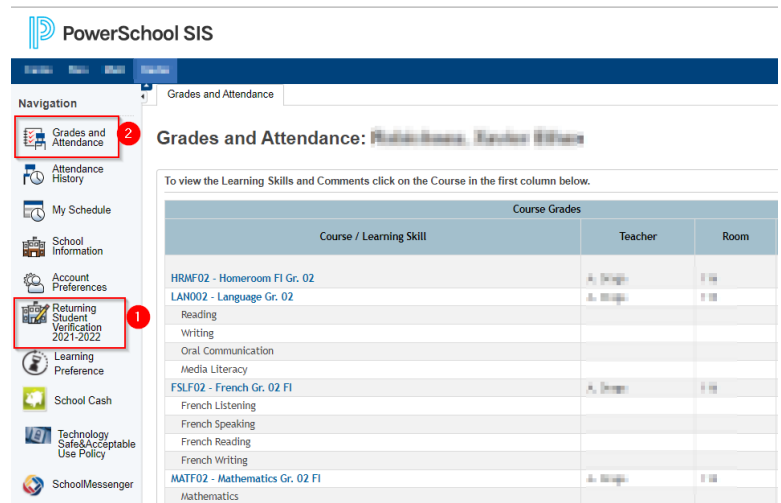 PowerSchool SIS
Navigation
Grades and
Attendance
2
Attendance
History
My Schedule
School
Information
Account
Preferences
Returning
Student
Verification
2021-2022
1
Learning
Preference
School Cash
Technology
Safe&Acceptable
Use Policy
SchoolMessenger
Grades and Attendance
Grades and Attendance:
To view the Learning Skills and Comments click on the Course in the first column below.
Course Grades
Course / Learning Skill Teacher Room
HRMF02 - Homeroom FI Gr. 02
LAN002 - Language Gr. 02
Reading
Writing
Oral Communication
Media Literacy
FSLF02 - French Gr. 02 FI
French Listening
French Speaking
French Reading
French Writing
MATF02 - Mathematics Gr. 02 FI
Mathematics